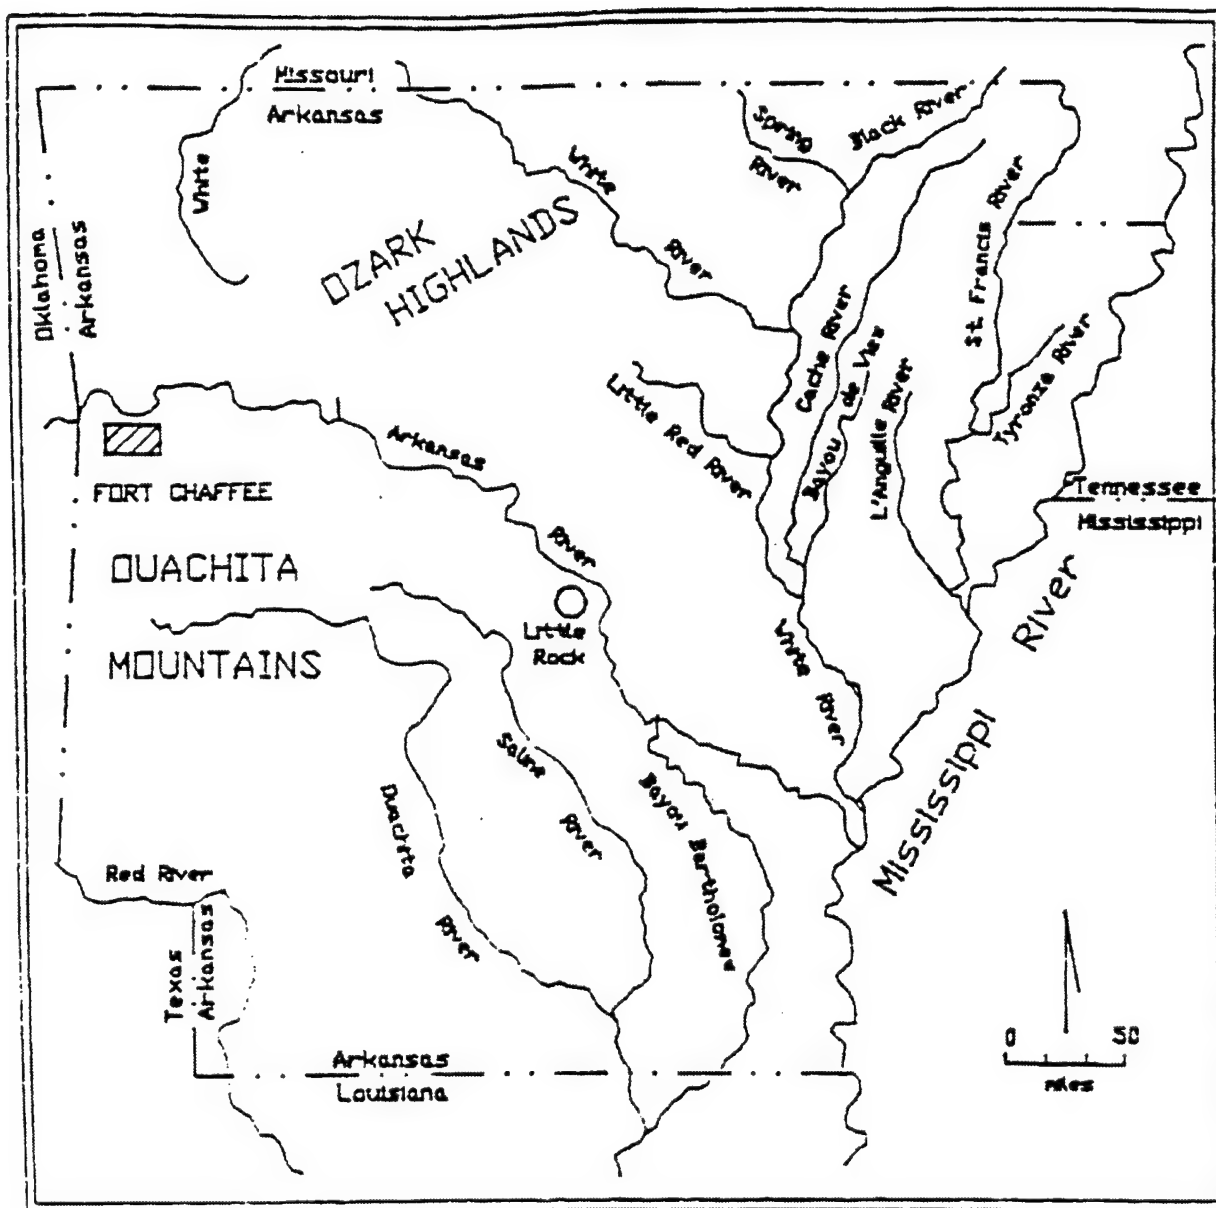 Missouri
Arkansas
White
White
River
Spring
River
Black River
OZARK
HIGHLANDS
Oklahoma
Arkansas
St. Francis River
Cache River
Bayou de View
L'Anguille River
Tyronza River
Little Red River
Arkansas
River
FORT CHAFFEE
Tennessee
Mississippi
OUACHITA
MOUNTAINS
Little
Rock
White
River
Mississippi River
Saline
River
Ouachita
River
Bayou Bartholomew
Red River
Texas
Arkansas
Arkansas
Louisiana
0 50
miles